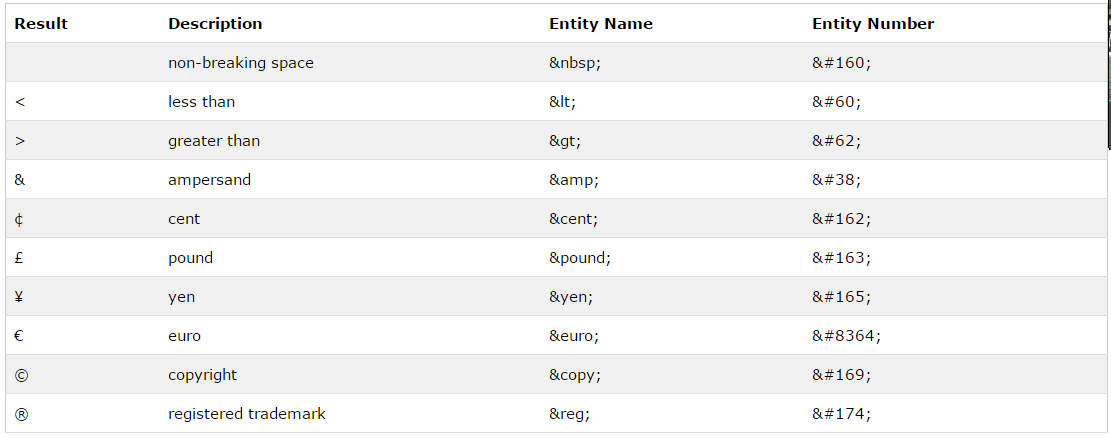 Result Description Entity Name Entity Number
non-breaking space &nbsp; &#160;
< less than &lt; &#60;
> greater than &gt; &#62;
& ampersand &amp; &#38;
¢ cent &cent; &#162;
£ pound &pound; &#163;
¥ yen &yen; &#165;
€ euro &euro; &#8364;
© copyright &copy; &#169;
® registered trademark &reg; &#174;